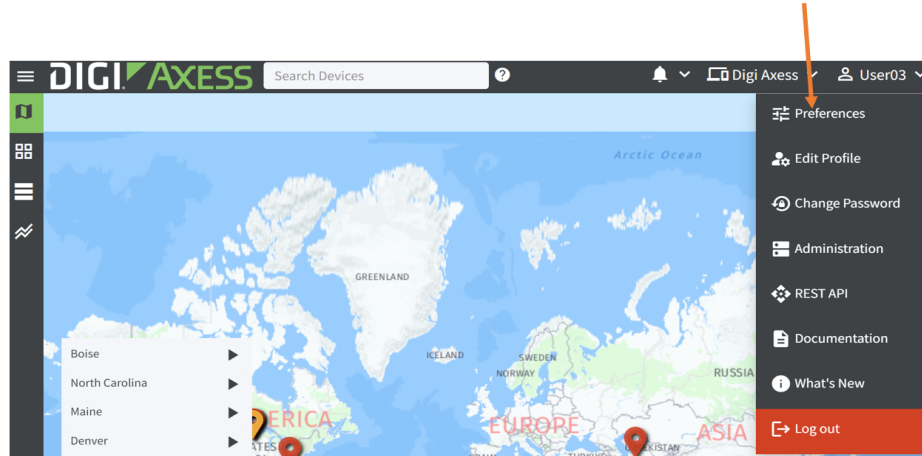 DIGI AXESS Search Devices ? Digi Axess User03
Preferences
Arctic Ocean
Edit Profile
Change Password
Administration
GREENLAND
REST API
Documentation
Boise
ICELAND
SWEDEN
NORWAY
RUSSIA
North Carolina
What's New
Maine
ERICA
EUROPE
ASIA
Log out
Denver